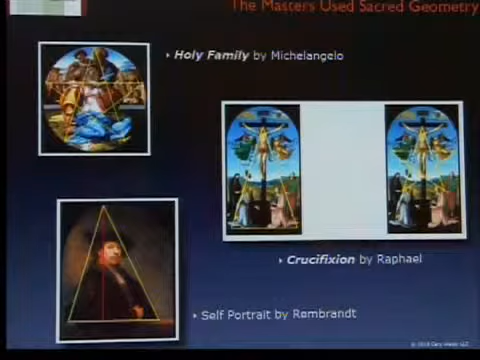 The Masters Used Sacred Geometry
Holy Family by Michelangelo
Crucifixion by Raphael
Self Portrait by Rembrandt